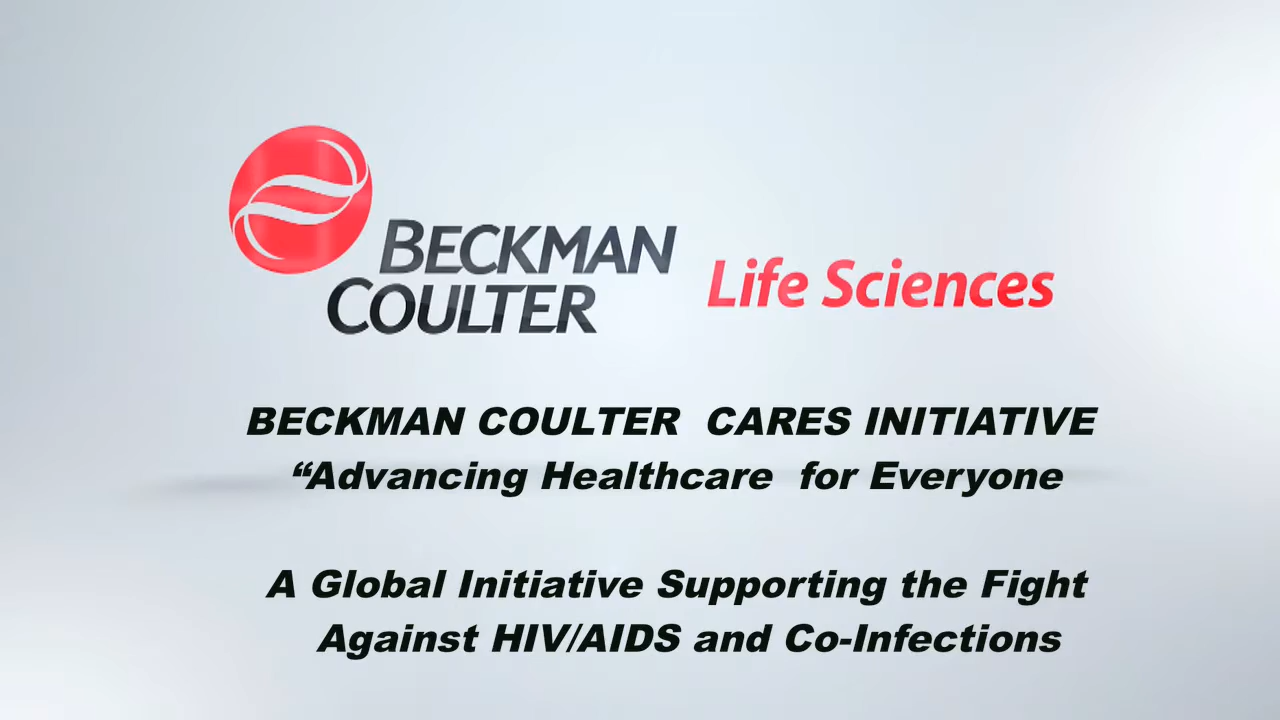 BECKMAN
COULTER
Life Sciences
BECKMAN COULTER  CARES INITIATIVE
“Advancing Healthcare  for Everyone
A Global Initiative Supporting the Fight
Against HIV/AIDS and Co-Infections